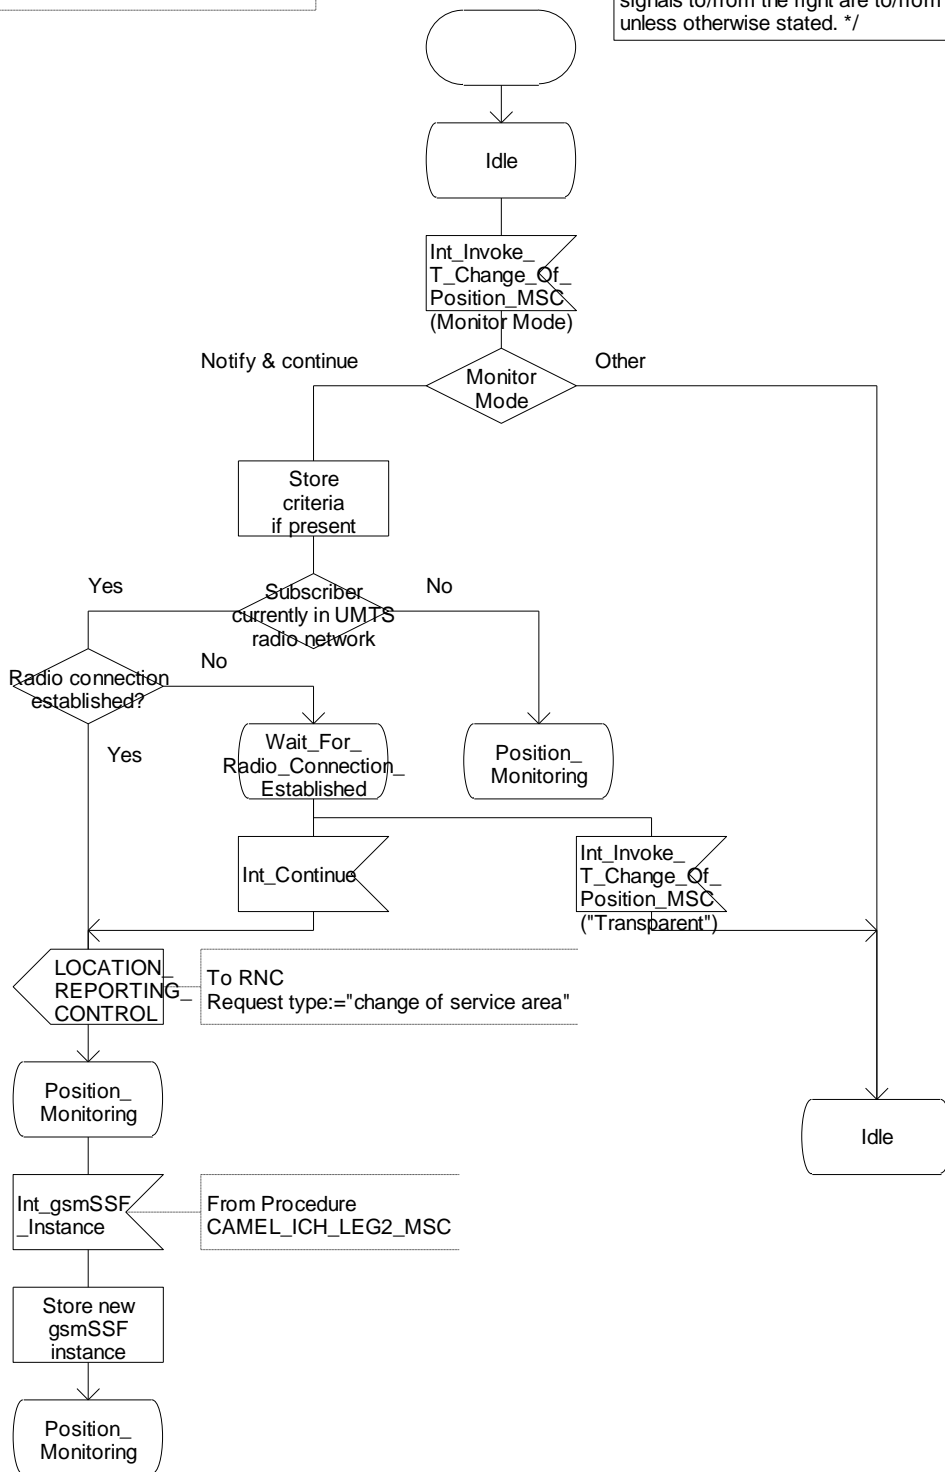 signals to/from the right are to/from
unless otherwise stated. */
Idle
Int_Invoke_
T_Change_Of_
Position_MSC
(Monitor Mode)
Notify & continue
Other
Monitor
Mode
Store
criteria
if present
Yes
Subscriber
currently in UMTS
radio network
No
Radio connection
established?
No
Yes
Wait_For_
Radio_Connection_
Established
Position_
Monitoring
Int_Continue
Int_Invoke_
T_Change_Of_
Position_MSC
("Transparent")
LOCATION_
REPORTING_
CONTROL
To RNC
Request type:="change of service area"
Position_
Monitoring
Idle
Int_gsmSSF
_Instance
From Procedure
CAMEL_ICH_LEG2_MSC
Store new
gsmSSF
instance
Position_
Monitoring